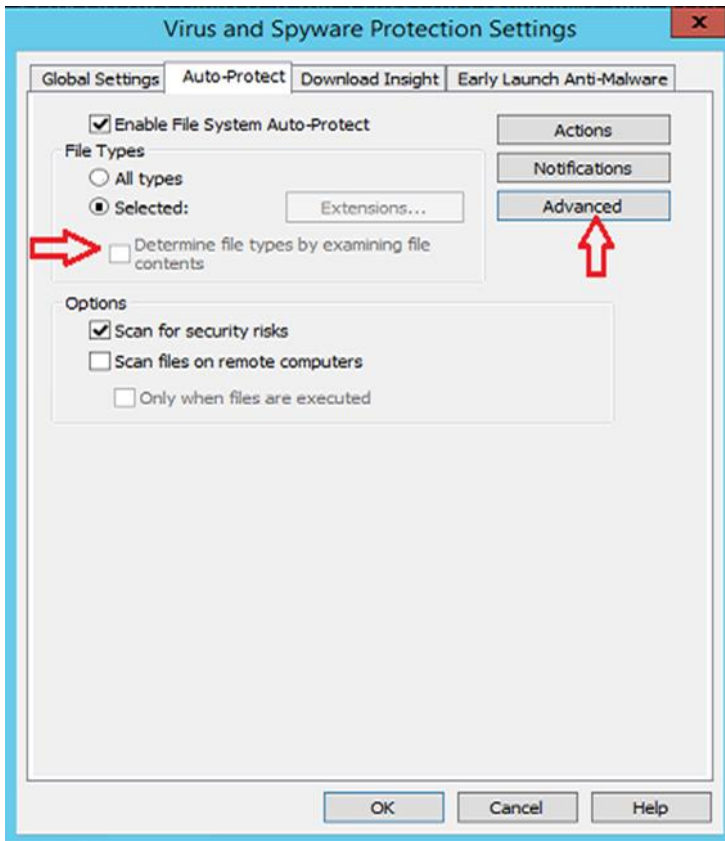 Virus and Spyware Protection Settings
x
Global Settings Auto-Protect Download Insight Early Launch Anti-Malware
Enable File System Auto-Protect
Actions
File Types
Notifications
All types
Selected: Extensions... Advanced
Determine file types by examining file
contents
Options
Scan for security risks
Scan files on remote computers
Only when files are executed
OK Cancel Help